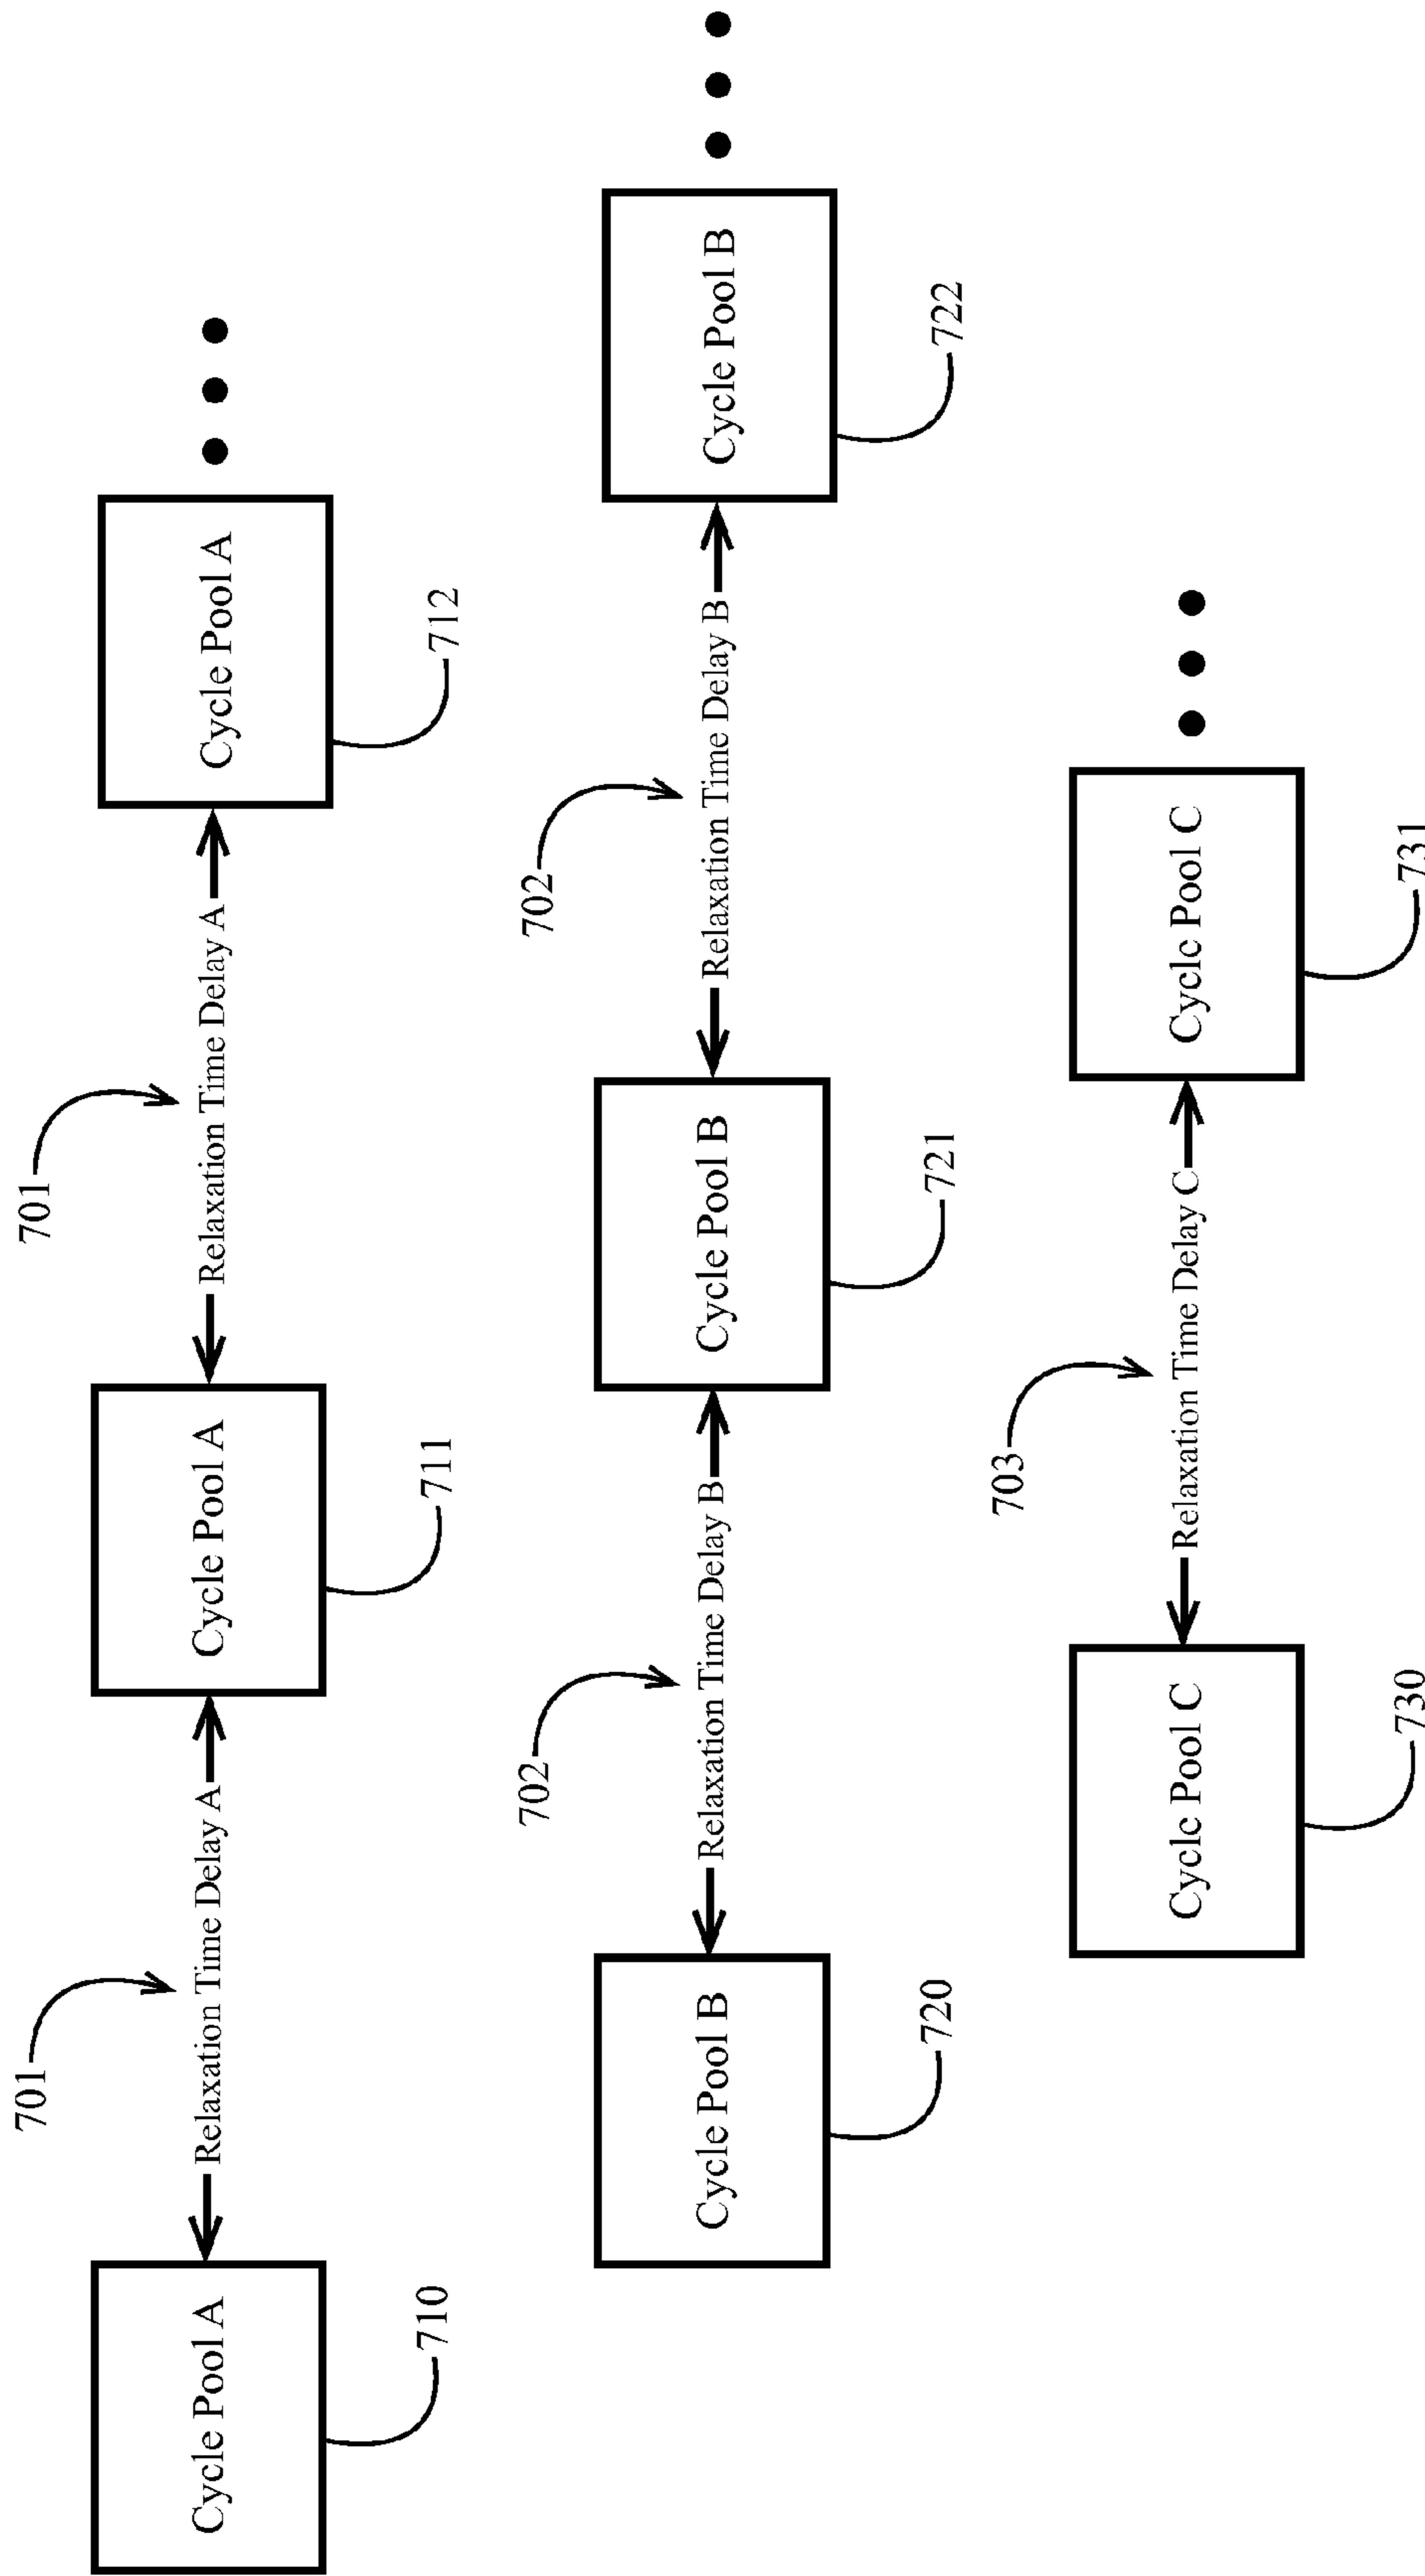 701
701
Cycle Pool A
Relaxation Time Delay A
Cycle Pool A
Relaxation Time Delay A
Cycle Pool A
710
711
712
702
702
Cycle Pool B
Relaxation Time Delay B
Cycle Pool B
Relaxation Time Delay B
Cycle Pool B
720
721
722
703
Cycle Pool C
Relaxation Time Delay C
Cycle Pool C
730
731